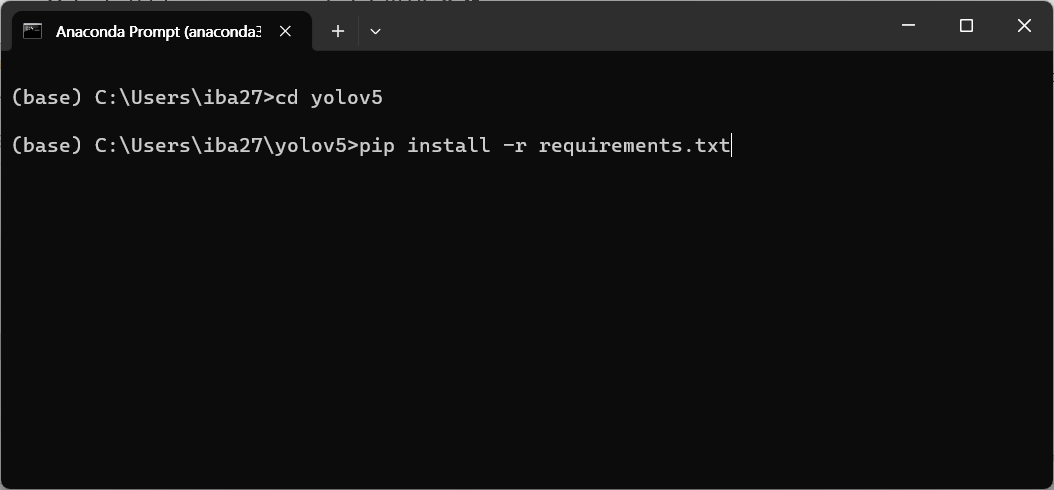 Anaconda Prompt (anaconda3
(base) C:\Users\iba27>cd yolov5
(base) C:\Users\iba27\yolov5>pip install -r requirements.txt